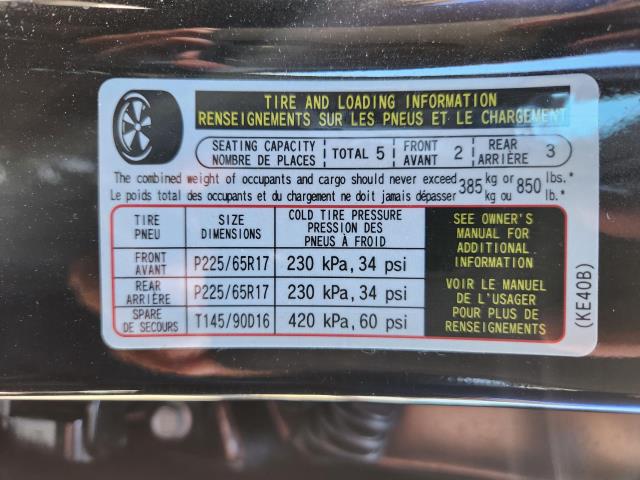 TIRE AND LOADING INFORMATION
RENSEIGNEMENTS SUR LES PNEUS ET LE CHARGEMENT
SEATING CAPACITY
NOMBRE DE PLACES
TOTAL 5
FRONT
AVANT
2
REAR
ARRIÈRE
3
The combined weight of occupants and cargo should never exceed 385 kg or 850 lbs.*
Le poids total des occupants et du chargement ne doit jamais dépasser kg ou lb.*
TIRE
PNEU
SIZE
DIMENSIONS
COLD TIRE PRESSURE
PRESSION DES
PNEUS À FROID
FRONT
AVANT
P225/65R17
230 kPa, 34 psi
REAR
ARRIÈRE
P225/65R17
230 kPa, 34 psi
SPARE
DE SECOURS
T145/90D16
420 kPa, 60 psi
SEE OWNER'S
MANUAL FOR
ADDITIONAL
INFORMATION
VOIR LE MANUEL
DE L'USAGER
POUR PLUS DE
RENSEIGNEMENTS
(KE40B)